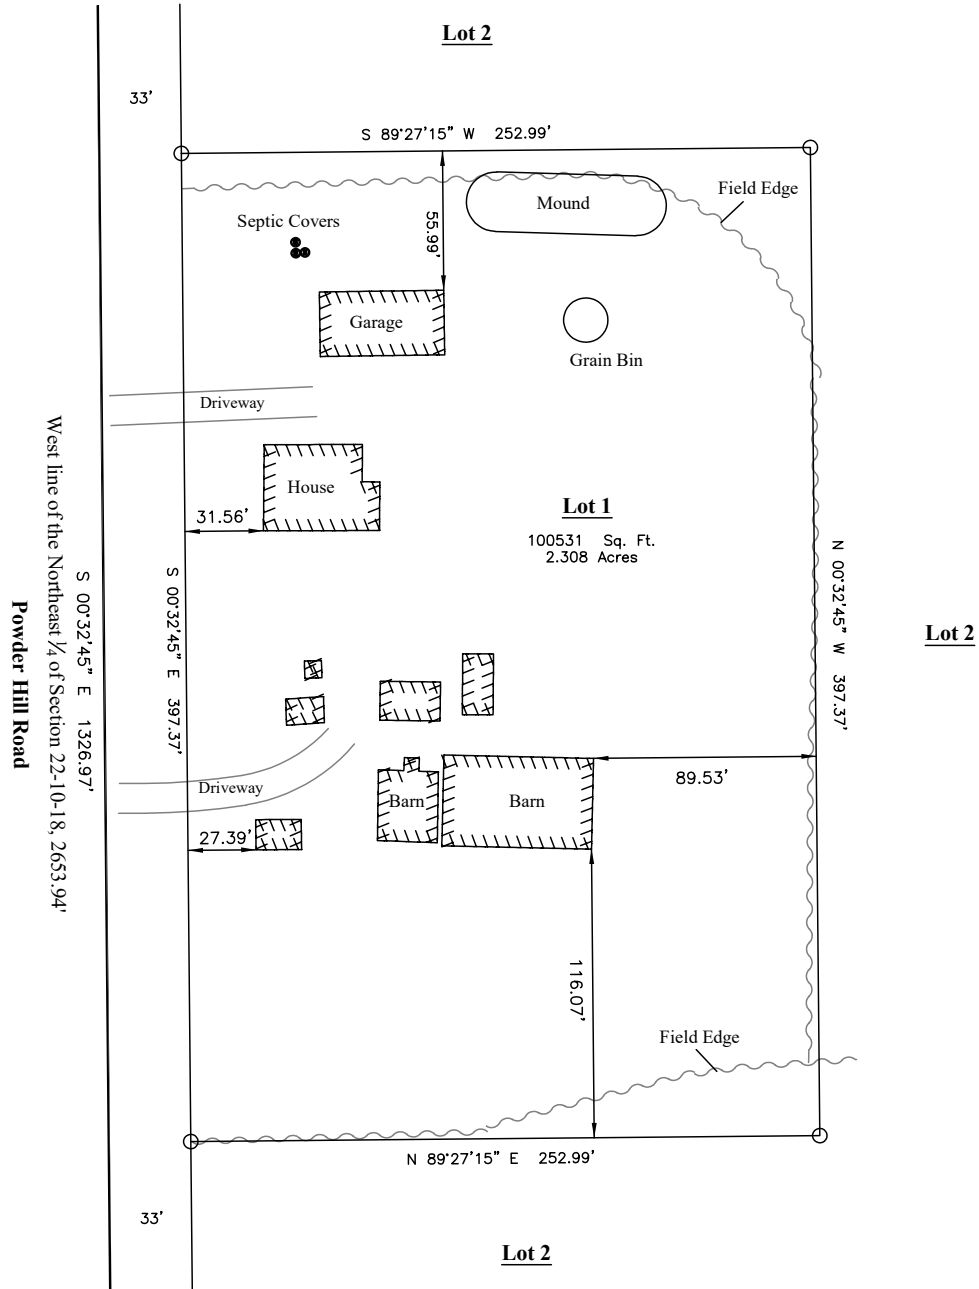 Lot 2
33'
S 89°27'15" W 252.99'
Field Edge
Mound
Septic Covers
55.99'
Garage
Grain Bin
Driveway
House
31.56'
Lot 1
100531 Sq. Ft.
2.308 Acres
N 00°32'45" W 397.37'
Lot 2
S 00°32'45" E 397.37'
S 00°32'45" E 1326.97'
West line of the Northeast ¼ of Section 22-10-18, 2653.94'
Powder Hill Road
89.53'
Driveway
Barn
Barn
27.39'
116.07'
Field Edge
N 89°27'15" E 252.99'
33'
Lot 2